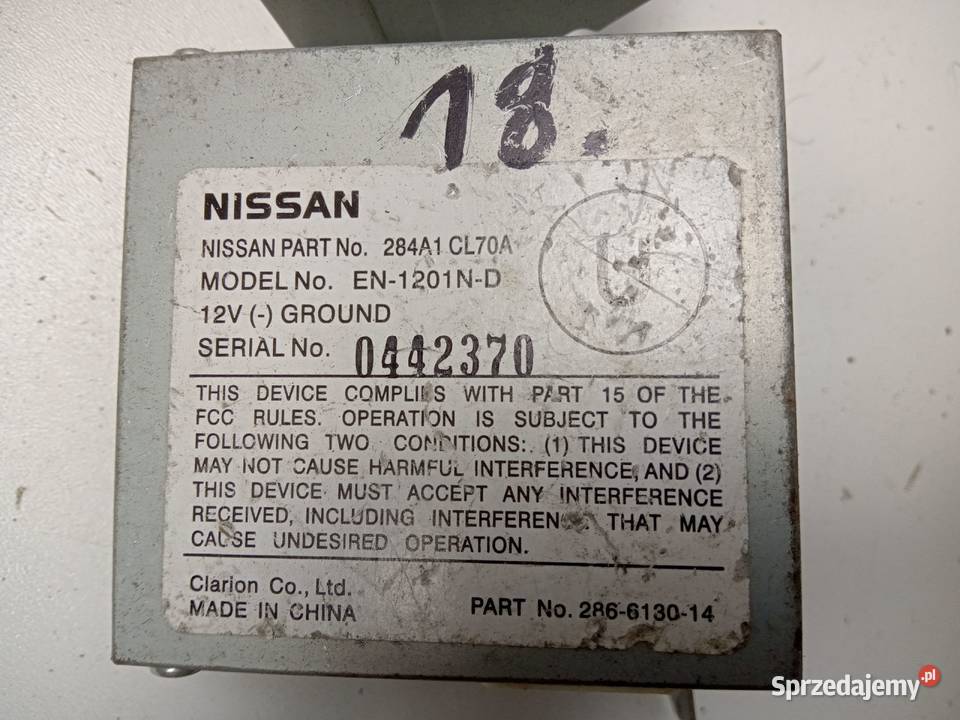 18.
NISSAN
NISSAN PART No. 284A1 CL70A
MODEL No. EN-1201N-D
12V (-) GROUND
SERIAL No. 0442370
THIS DEVICE COMPLIES WITH PART 15 OF THE
FCC RULES. OPERATION IS SUBJECT TO THE
FOLLOWING TWO CONDITIONS: (1) THIS DEVICE
MAY NOT CAUSE HARMFUL INTERFERENCE, AND (2)
THIS DEVICE MUST ACCEPT ANY INTERFERENCE
RECEIVED, INCLUDING INTERFERENCE THAT MAY
CAUSE UNDESIRED OPERATION.
Clarion Co., Ltd.
MADE IN CHINA
PART No. 286-6130-14
Sprzedajemy.pl